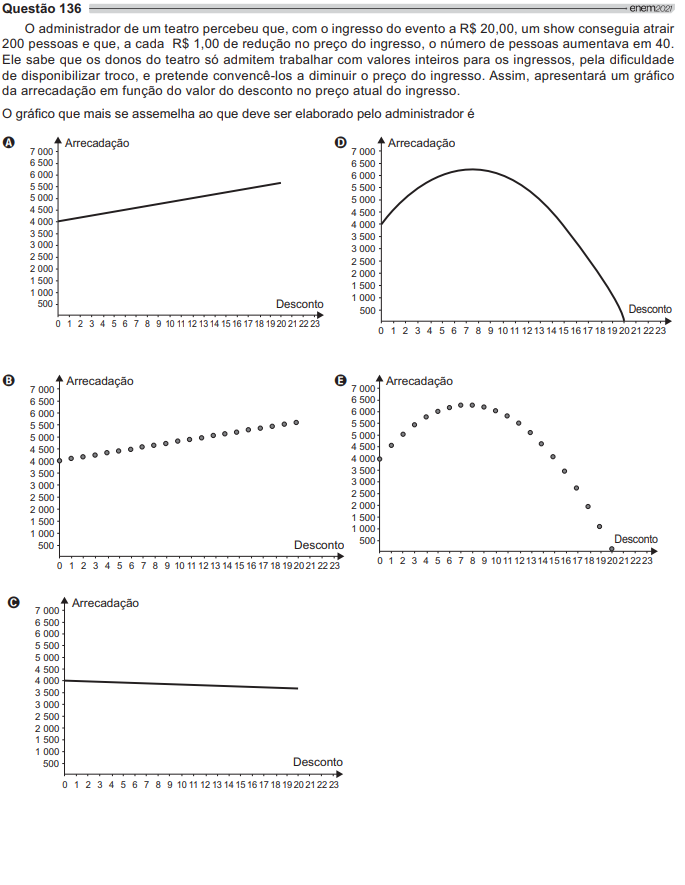 Questão 136
enem2021
O administrador de um teatro percebeu que, com o ingresso do evento a R$ 20,00, um show conseguia atrair
200 pessoas e que, a cada R$ 1,00 de redução no preço do ingresso, o número de pessoas aumentava em 40.
Ele sabe que os donos do teatro só admitem trabalhar com valores inteiros para os ingressos, pela dificuldade
de disponibilizar troco, e pretende convencê-los a diminuir o preço do ingresso. Assim, apresentará um gráfico
da arrecadação em função do valor do desconto no preço atual do ingresso.
O gráfico que mais se assemelha ao que deve ser elaborado pelo administrador é
A
Arrecadação
7 000
6 500
6 000
5 500
5 000
4 500
4 000
3 500
3 000
2 500
2 000
1 500
1 000
500
Desconto
0 1 2 3 4 5 6 7 8 9 10 11 12 13 14 15 16 17 18 19 20 21 22 23
B
Arrecadação
7 000
6 500
6 000
5 500
5 000
4 500
4 000
3 500
3 000
2 500
2 000
1 500
1 000
500
Desconto
0 1 2 3 4 5 6 7 8 9 10 11 12 13 14 15 16 17 18 19 20 21 22 23
C
Arrecadação
7 000
6 500
6 000
5 500
5 000
4 500
4 000
3 500
3 000
2 500
2 000
1 500
1 000
500
Desconto
0 1 2 3 4 5 6 7 8 9 10 11 12 13 14 15 16 17 18 19 20 21 22 23
D
Arrecadação
7 000
6 500
6 000
5 500
5 000
4 500
4 000
3 500
3 000
2 500
2 000
1 500
1 000
500
Desconto
0 1 2 3 4 5 6 7 8 9 10 11 12 13 14 15 16 17 18 19 20 21 22 23
E
Arrecadação
7 000
6 500
6 000
5 500
5 000
4 500
4 000
3 500
3 000
2 500
2 000
1 500
1 000
500
Desconto
0 1 2 3 4 5 6 7 8 9 10 11 12 13 14 15 16 17 18 19 20 21 22 23